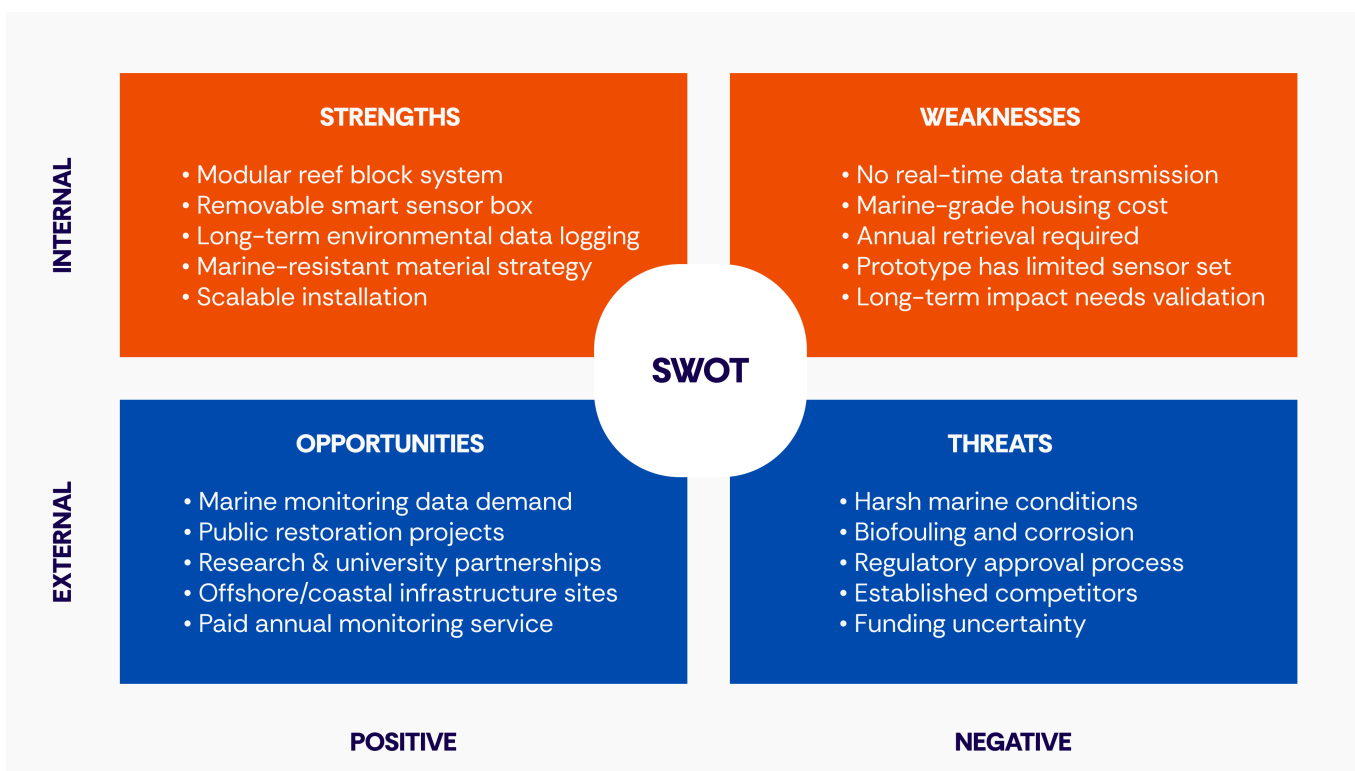 STRENGTHS
• Modular reef block system
• Removable smart sensor box
• Long-term environmental data logging
• Marine-resistant material strategy
• Scalable installation
WEAKNESSES
• No real-time data transmission
• Marine-grade housing cost
• Annual retrieval required
• Prototype has limited sensor set
• Long-term impact needs validation
INTERNAL
SWOT
OPPORTUNITIES
• Marine monitoring data demand
• Public restoration projects
• Research & university partnerships
• Offshore/coastal infrastructure sites
• Paid annual monitoring service
THREATS
• Harsh marine conditions
• Biofouling and corrosion
• Regulatory approval process
• Established competitors
• Funding uncertainty
EXTERNAL
POSITIVE
NEGATIVE